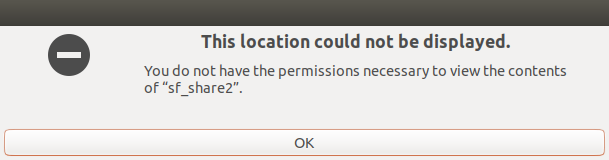 This location could not be displayed.
You do not have the permissions necessary to view the contents
of “sf_share2”.
OK